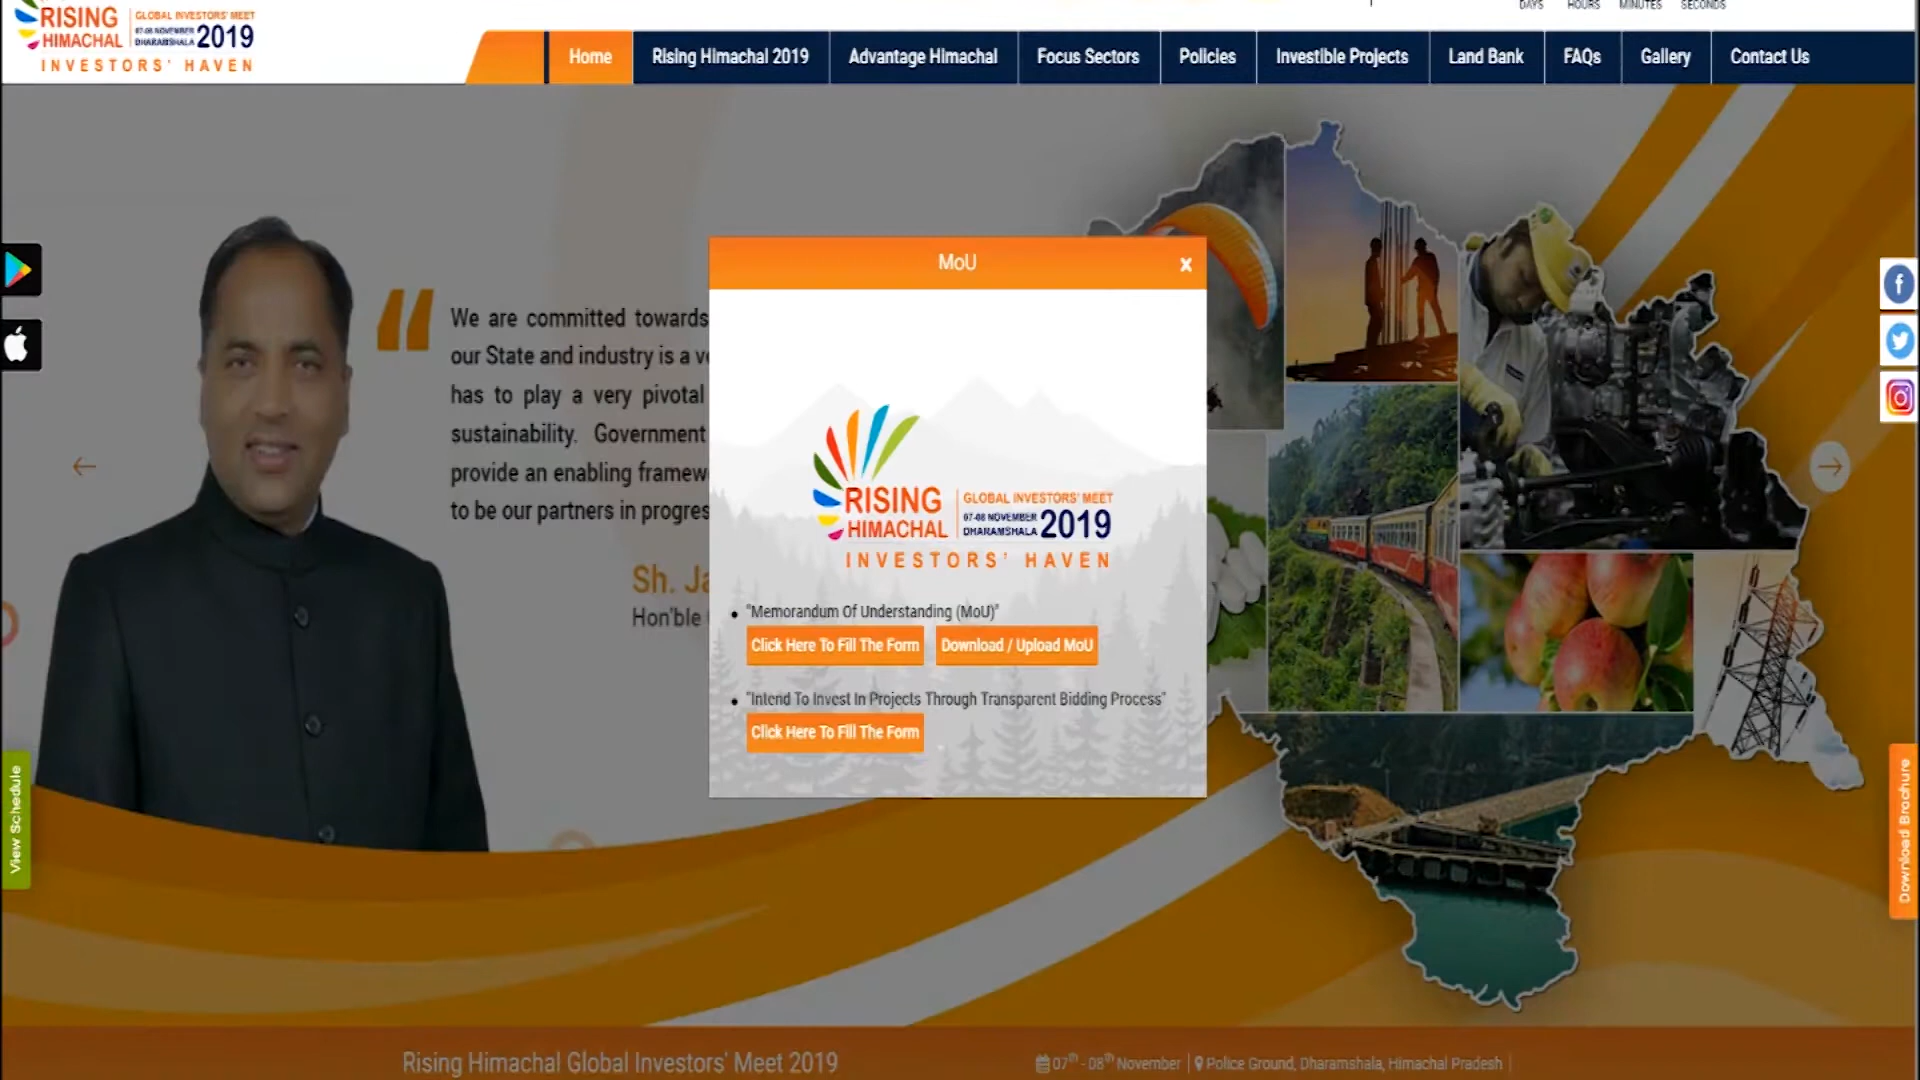 RISING
HIMACHAL
GLOBAL INVESTORS' MEET
07-08 NOVEMBER
DHARAMSHALA 2019
INVESTORS' HAVEN
DAYS HOURS MINUTES SECONDS
Home Rising Himachal 2019 Advantage Himachal Focus Sectors Policies Investible Projects Land Bank FAQs Gallery Contact Us
We are committed towards
our State and industry is a
has to play a very pivotal
sustainability. Government
provide an enabling
to be our partners in
Sh.
Hon'ble
MoU
x
RISING
HIMACHAL
GLOBAL INVESTORS' MEET
07-08 NOVEMBER
DHARAMSHALA 2019
INVESTORS' HAVEN
• "Memorandum Of Understanding (MoU)"
Click Here To Fill The Form Download / Upload MoU
• "Intend To Invest In Projects Through Transparent Bidding Process"
Click Here To Fill The Form
View Schedule
Download Brochure
Rising Himachal Global Investors' Meet 2019
07th - 08th November | Police Ground, Dharamshala, Himachal Pradesh |